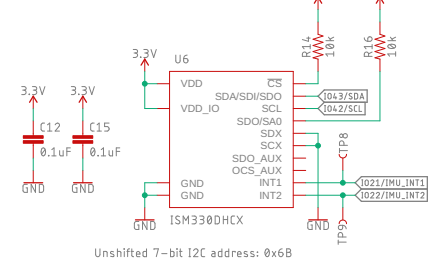 R14
10k
R16
10k
3.3V
U6
3.3V
3.3V
VDD
CS
SDA/SDI/SDO
IO43/SDA
VDD_IO
SCL
IO42/SCL
SDO/SA0
C12
C15
SDX
SCX
TP8
0.1uF
0.1uF
SDO_AUX
OCS_AUX
GND
INT1
IO21/IMU_INT1
GND
INT2
IO22/IMU_INT2
GND
GND
GND
ISM330DHCX
GND
TP9
Unshifted 7-bit I2C address: 0x6B